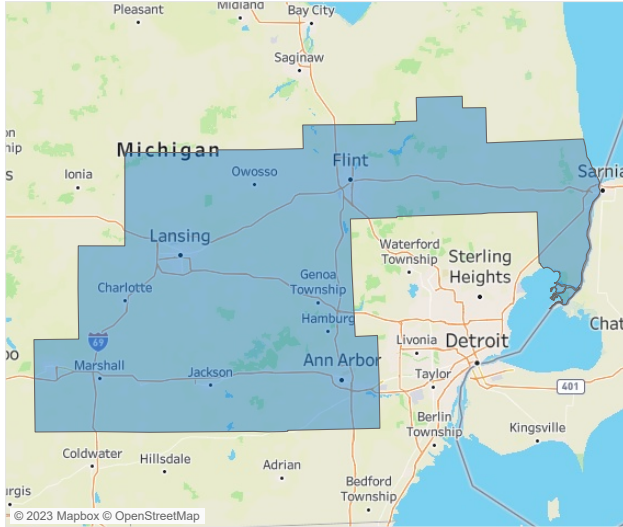 Pleasant
Midland
Bay City
Saginaw
Michigan
Ionia
Owosso
Flint
Sarnia
Lansing
Waterford
Township
Sterling
Heights
Charlotte
Genoa
Township
Hamburg
69
Livonia
Detroit
Chat
Marshall
Jackson
Ann Arbor
Taylor
401
Berlin
Township
Kingsville
Coldwater
Hillsdale
Adrian
Bedford
Township
© 2023 Mapbox © OpenStreetMap